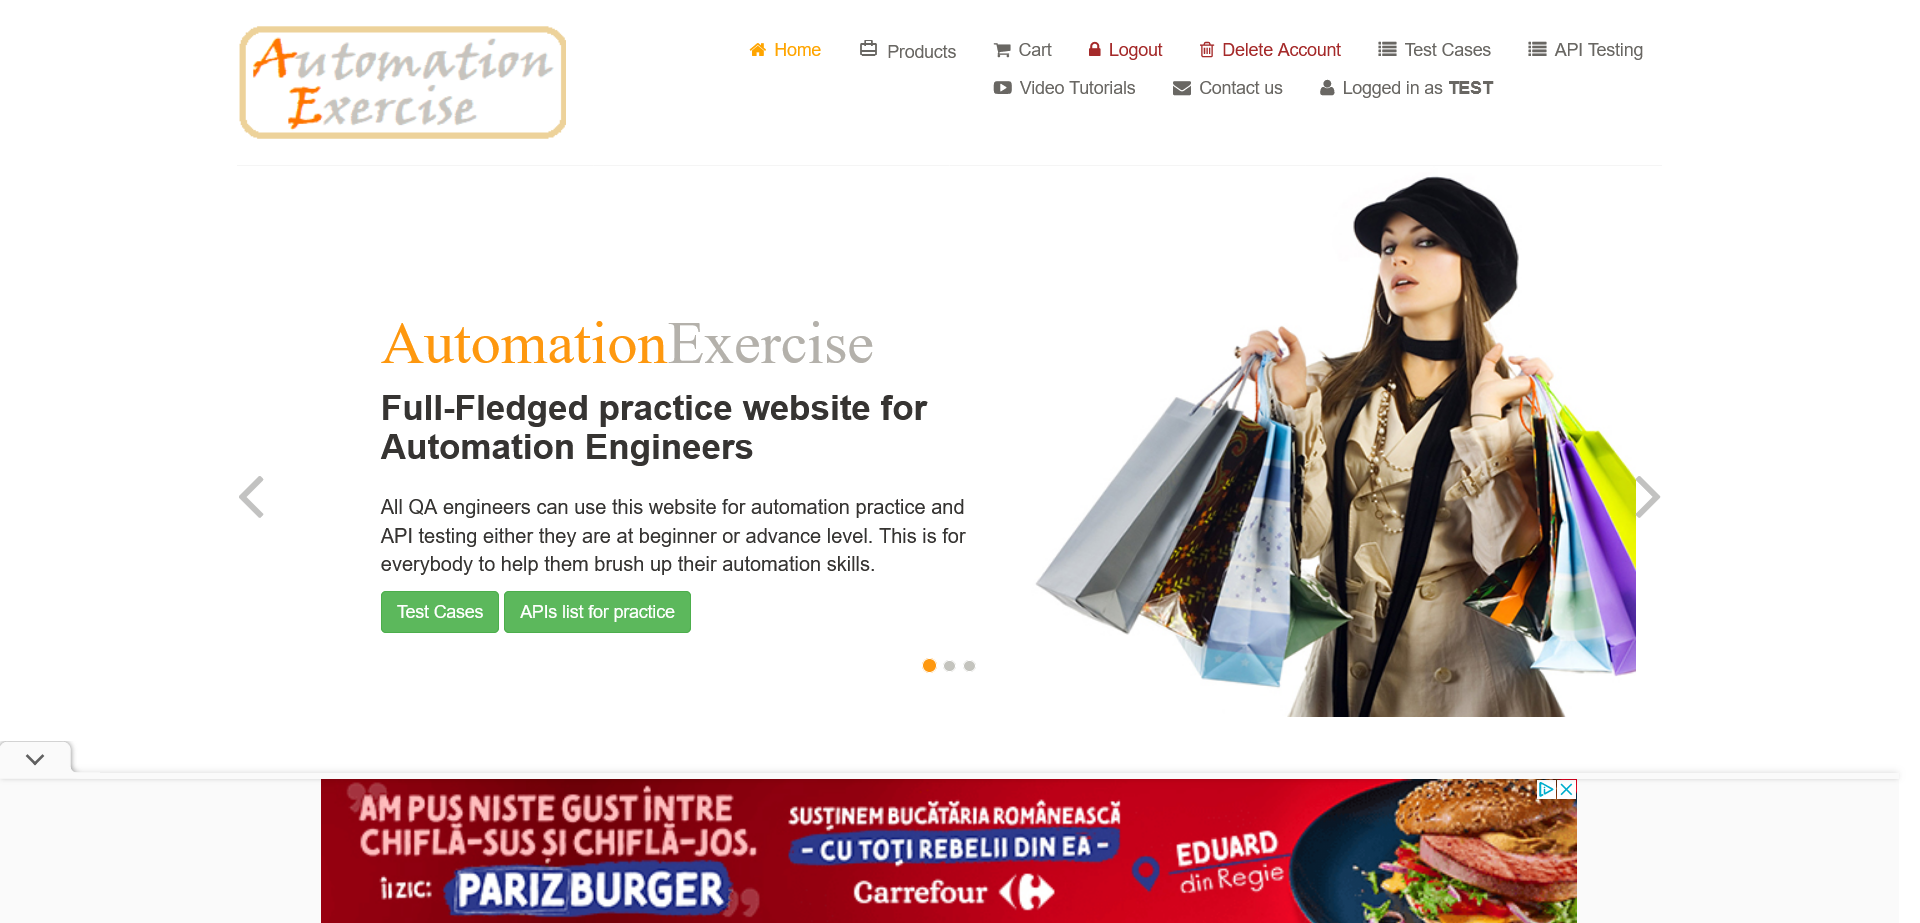 Automation
Exercise
Home
Products
Cart
Logout
Delete Account
Test Cases
API Testing
Video Tutorials
Contact us
Logged in as TEST
AutomationExercise
Full-Fledged practice website for
Automation Engineers
All QA engineers can use this website for automation practice and
API testing either they are at beginner or advance level. This is for
everybody to help them brush up their automation skills.
Test Cases
APIs list for practice
AM PUS NISTE GUST ÎNTRE
CHIFLĂ-SUS ȘI CHIFLĂ-JOS.
ÎI ZIC: PARIZBURGER
SUSȚINEM BUCĂTĂRIA ROMÂNEASCĂ
- CU TOȚI REBELII DIN EA -
Carrefour
EDUARD
din Regie